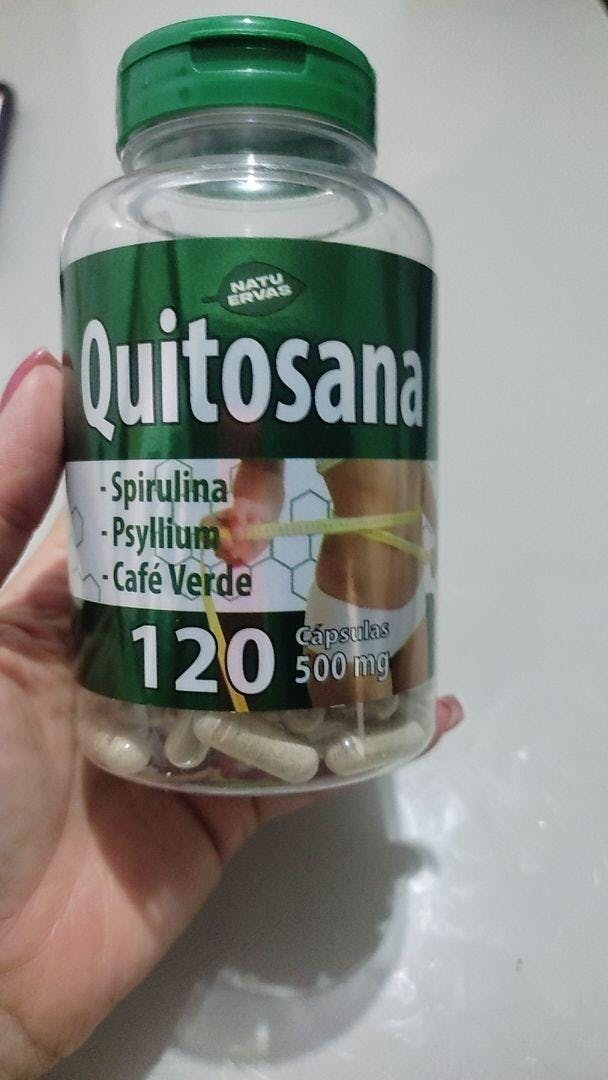 NATU
ERVAS
Quitosana
- Spirulina
- Psyllium
- Café Verde
120
Cápsulas
500 mg